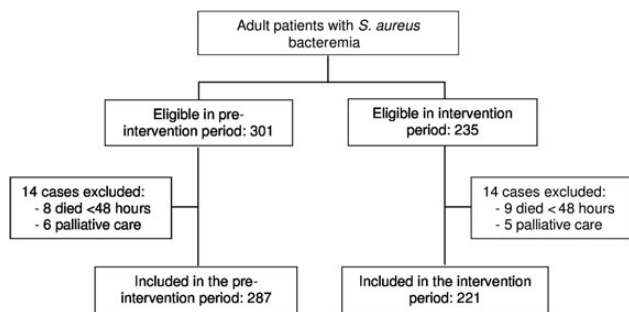 Adult patients with S. aureus
bacteremia
Eligible in pre-
intervention period: 301
Eligible in intervention
period: 235
14 cases excluded:
- 8 died <48 hours
- 6 palliative care
14 cases excluded:
- 9 died < 48 hours
- 5 palliative care
Included in the pre-
intervention period: 287
Included in the intervention
period: 221